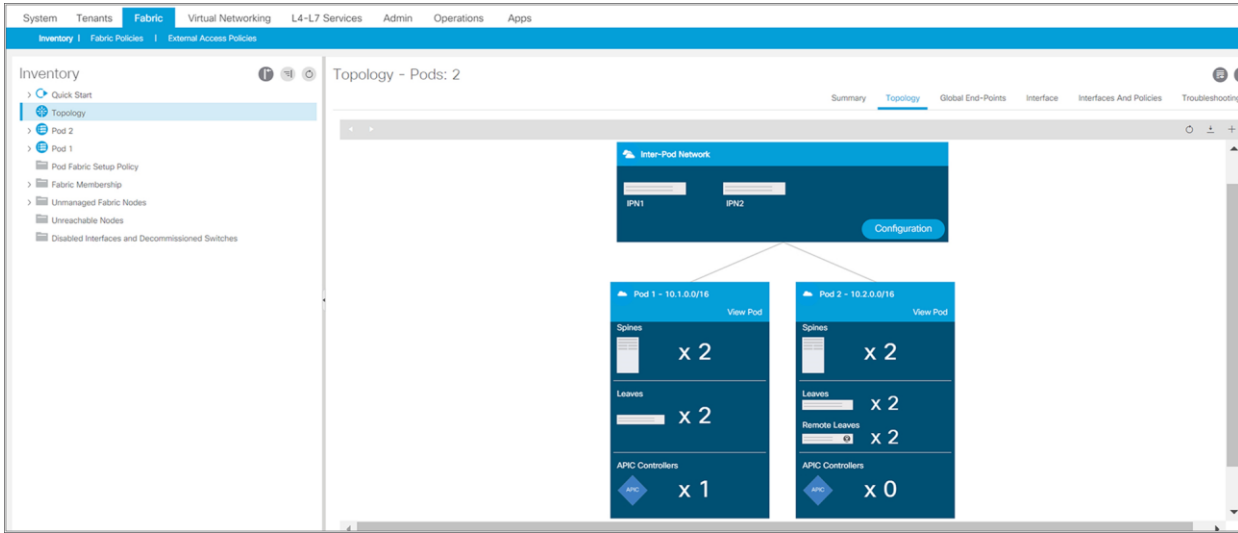 System Tenants Fabric Virtual Networking L4-L7 Services Admin Operations Apps
Inventory | Fabric Policies | External Access Policies
Inventory
Quick Start
Topology
Pod 2
Pod 1
Pod Fabric Setup Policy
Fabric Membership
Unmanaged Fabric Nodes
Unreachable Nodes
Disabled Interfaces and Decommissioned Switches
Topology - Pods: 2
Summary Topology Global End-Points Interface Interfaces And Policies Troubleshooting
Inter-Pod Network
IPN1 IPN2
Configuration
Pod 1 - 10.1.0.0/16
View Pod
Spines
x 2
Leaves
x 2
APIC Controllers
APIC x 1
Pod 2 - 10.2.0.0/16
View Pod
Spines
x 2
Leaves
x 2
Remote Leaves
x 2
APIC Controllers
APIC x 0